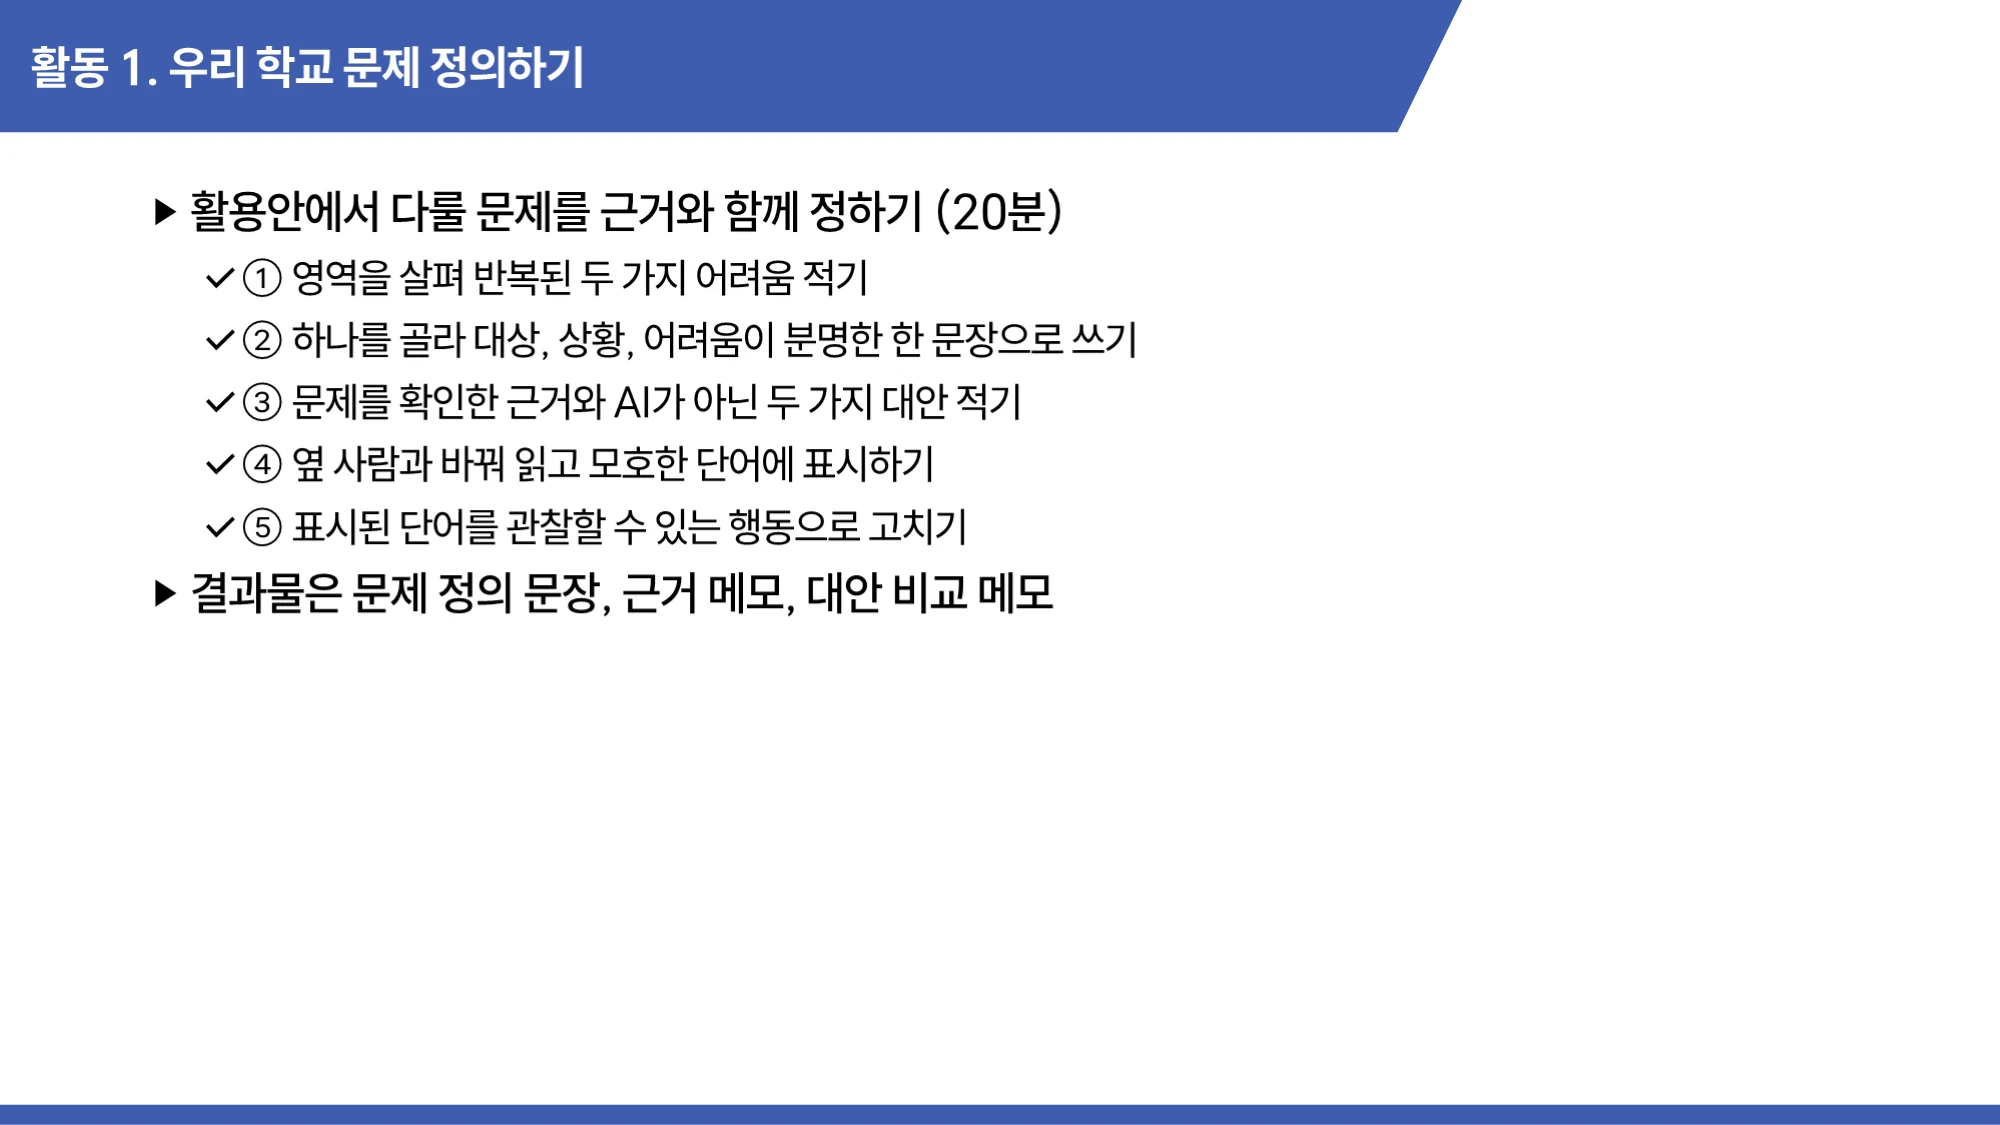 활동 1. 우리 학교 문제 정의하기
▶ 활용안에서 다룰 문제를 근거와 함께 정하기 (20분)
✓ ① 영역을 살펴 반복된 두 가지 어려움 적기
✓ ② 하나를 골라 대상, 상황, 어려움이 분명한 한 문장으로 쓰기
✓ ③ 문제를 확인한 근거와 AI가 아닌 두 가지 대안 적기
✓ ④ 옆 사람과 바꿔 읽고 모호한 단어에 표시하기
✓ ⑤ 표시된 단어를 관찰할 수 있는 행동으로 고치기
▶ 결과물은 문제 정의 문장, 근거 메모, 대안 비교 메모